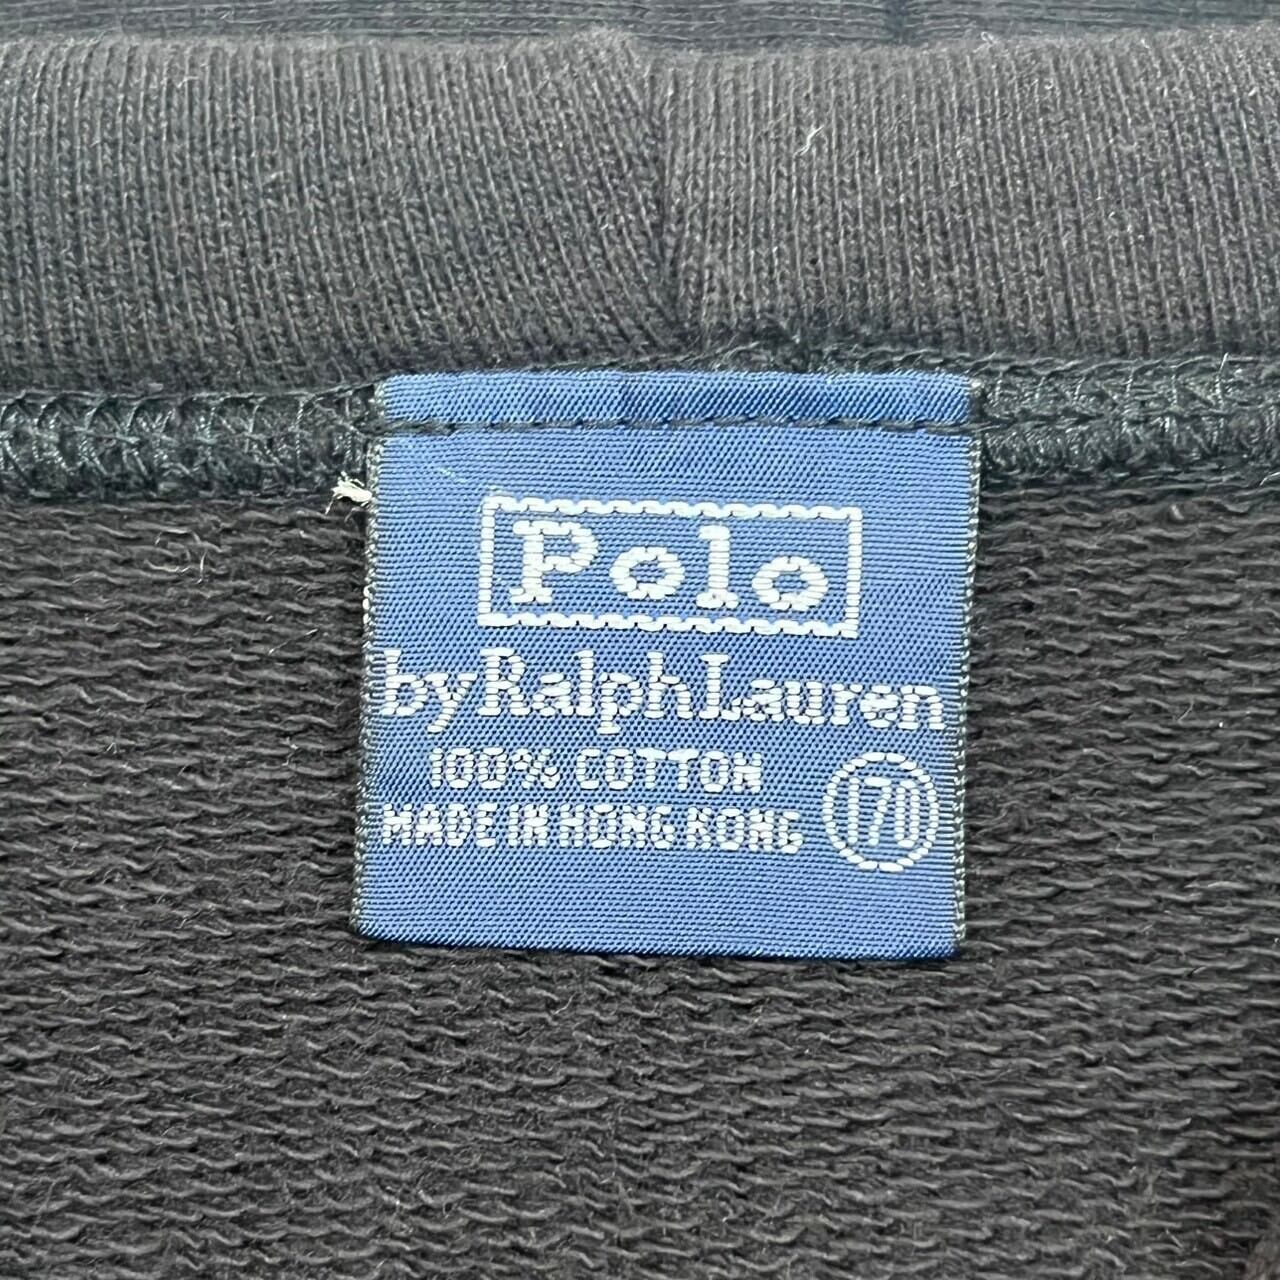 Polo
by Ralph Lauren
100% COTTON
MADE IN HONG KONG
170